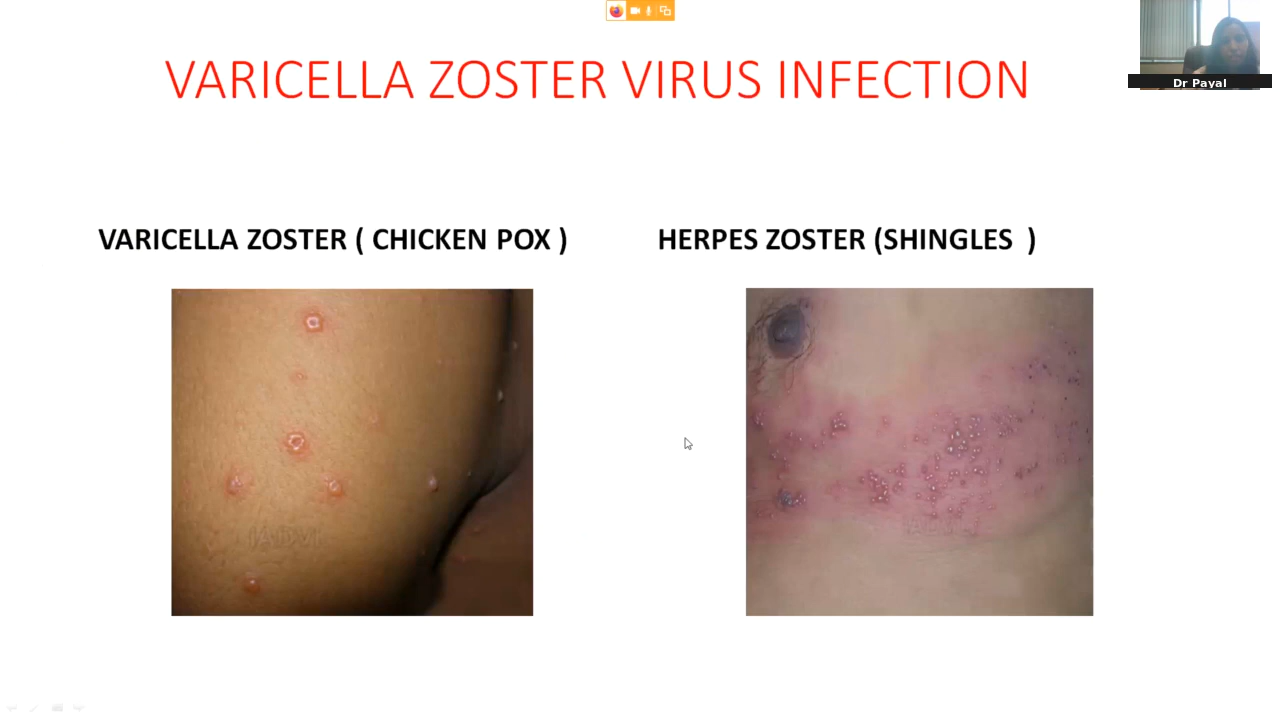 VARICELLA ZOSTER VIRUS INFECTION
Dr Payal
VARICELLA ZOSTER ( CHICKEN POX )
HERPES ZOSTER (SHINGLES )